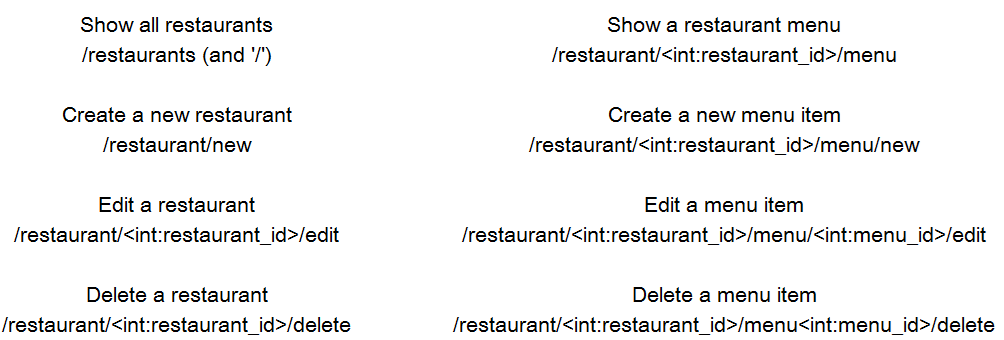 Show all restaurants
/restaurants (and '/')
Create a new restaurant
/restaurant/new
Edit a restaurant
/restaurant/<int:restaurant_id>/edit
Delete a restaurant
/restaurant/<int:restaurant_id>/delete
Show a restaurant menu
/restaurant/<int:restaurant_id>/menu
Create a new menu item
/restaurant/<int:restaurant_id>/menu/new
Edit a menu item
/restaurant/<int:restaurant_id>/menu/<int:menu_id>/edit
Delete a menu item
/restaurant/<int:restaurant_id>/menu<int:menu_id>/delete